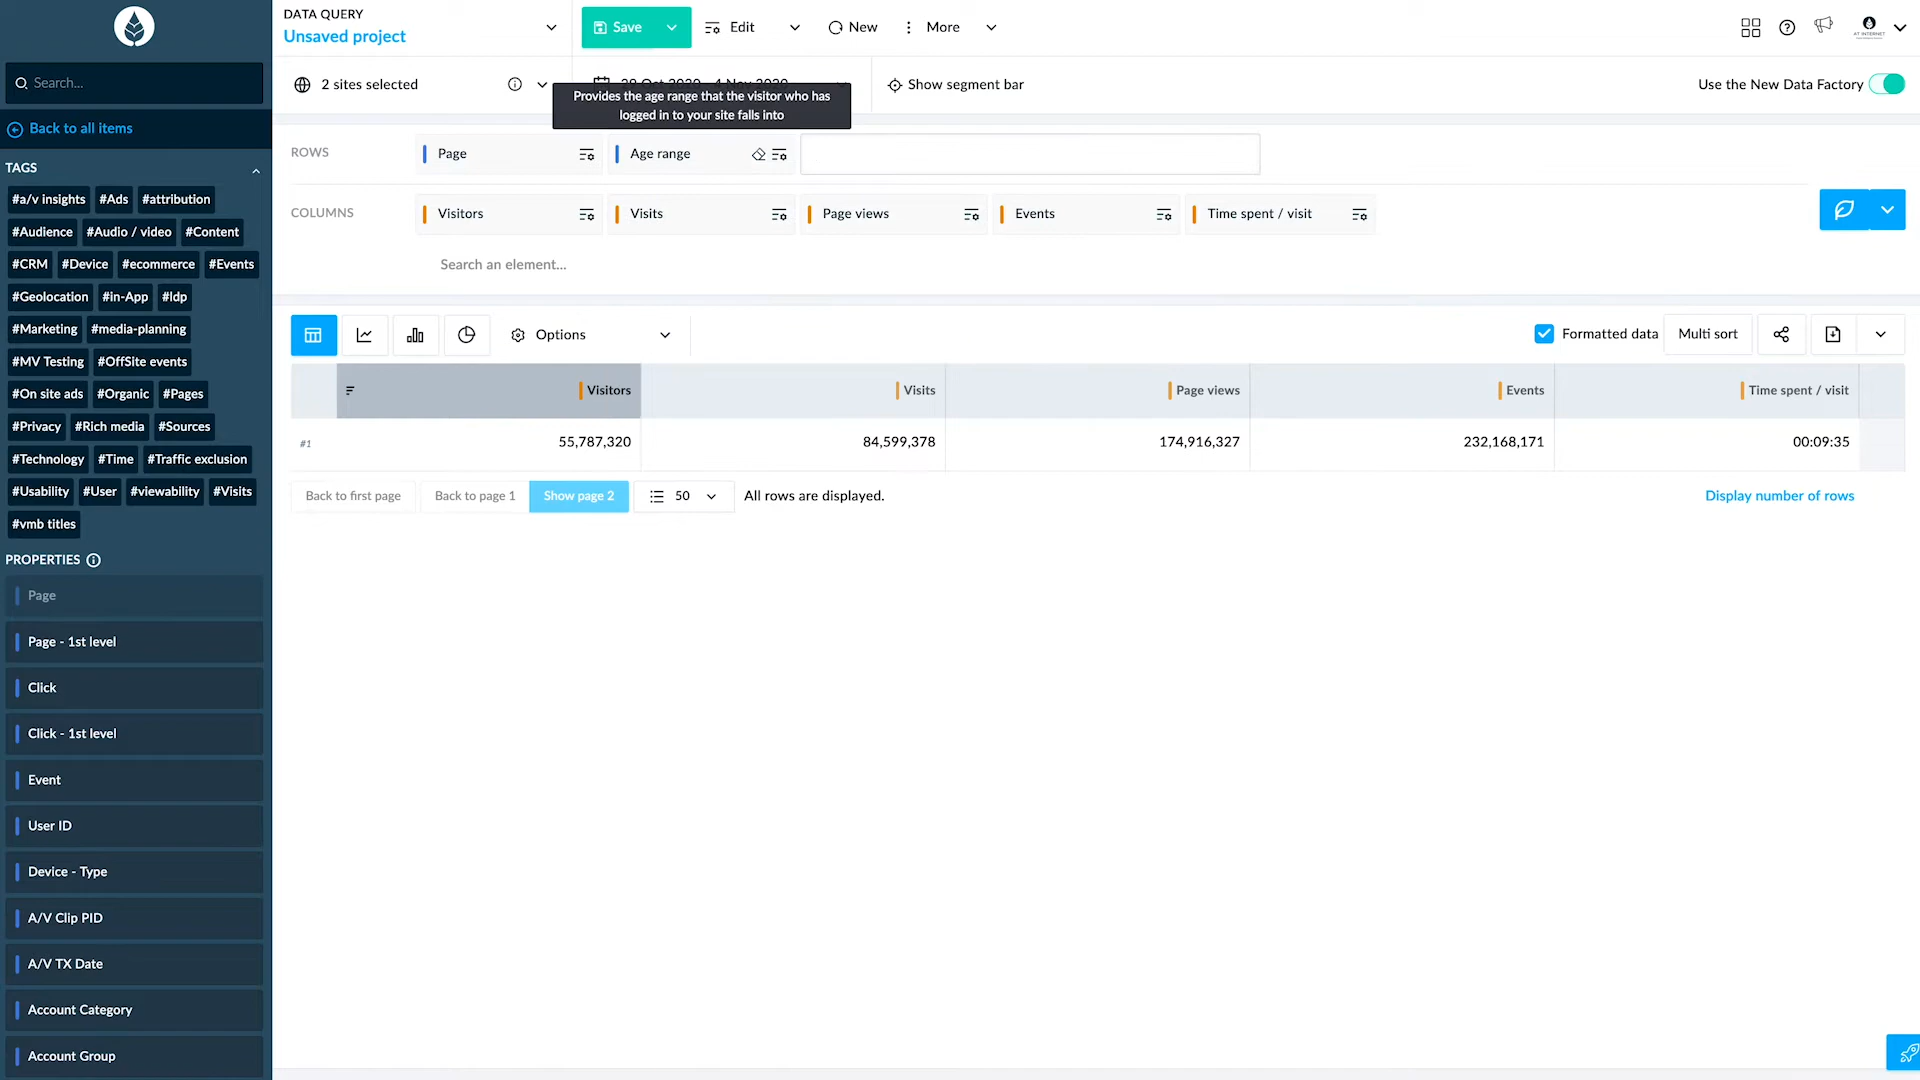 DATA QUERY
Unsaved project
Save
Edit
New
More
AT INTERNET
Search...
2 sites selected
29 Oct 2020 - 4 Nov 2020
Show segment bar
Use the New Data Factory
Provides the age range that the visitor who has
logged in to your site falls into
Back to all items
TAGS
#a/v insights #Ads #attribution
#Audience #Audio / video #Content
#CRM #Device #ecommerce #Events
#Geolocation #in-App #ldp
#Marketing #media-planning
#MV Testing #OffSite events
#On site ads #Organic #Pages
#Privacy #Rich media #Sources
#Technology #Time #Traffic exclusion
#Usability #User #viewability #Visits
#vmb titles
PROPERTIES
Page
Page - 1st level
Click
Click - 1st level
Event
User ID
Device - Type
A/V Clip PID
A/V TX Date
Account Category
Account Group
ROWS Page Age range
COLUMNS Visitors Visits Page views Events Time spent / visit
Search an element...
Options
Formatted data Multi sort
Visitors Visits Page views Events Time spent / visit
#1 55,787,320 84,599,378 174,916,327 232,168,171 00:09:35
Back to first page Back to page 1 Show page 2 50 All rows are displayed. Display number of rows